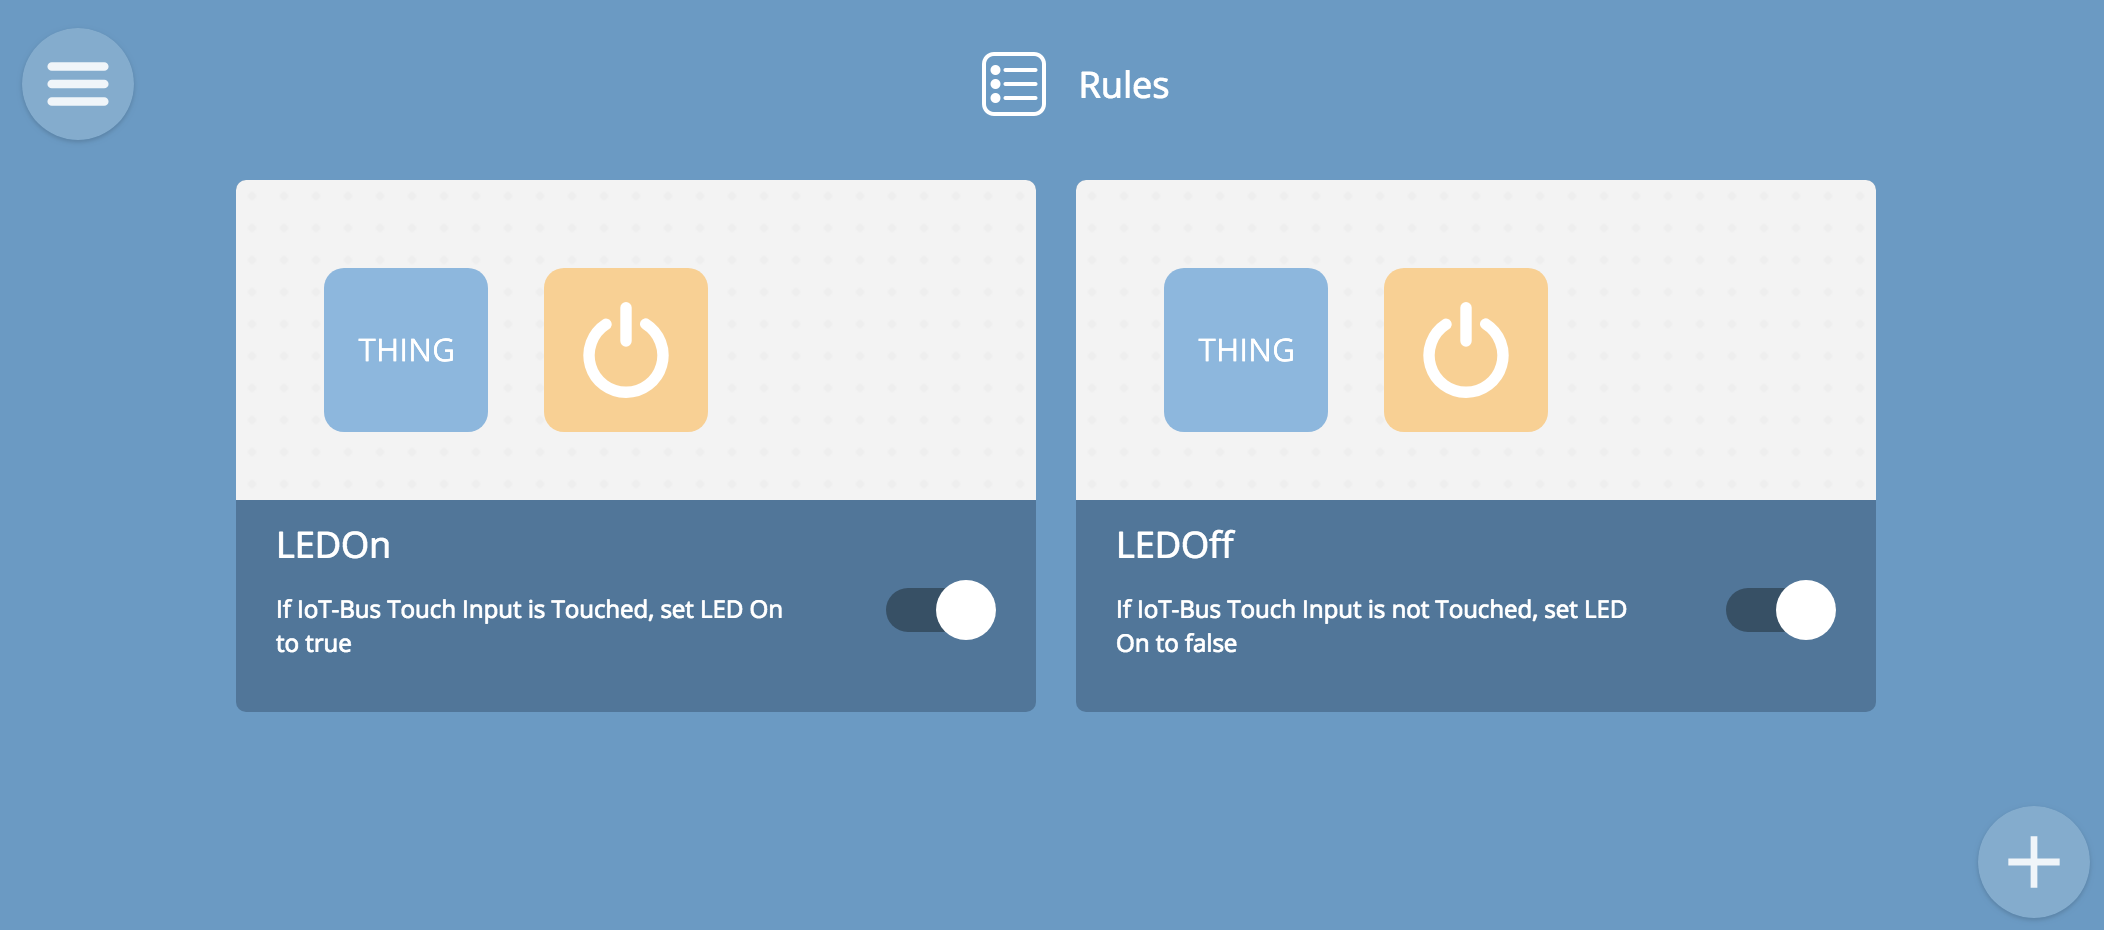 Rules
THING
THING
LEDOn
If IoT-Bus Touch Input is Touched, set LED On
to true
LEDOff
If IoT-Bus Touch Input is not Touched, set LED
On to false